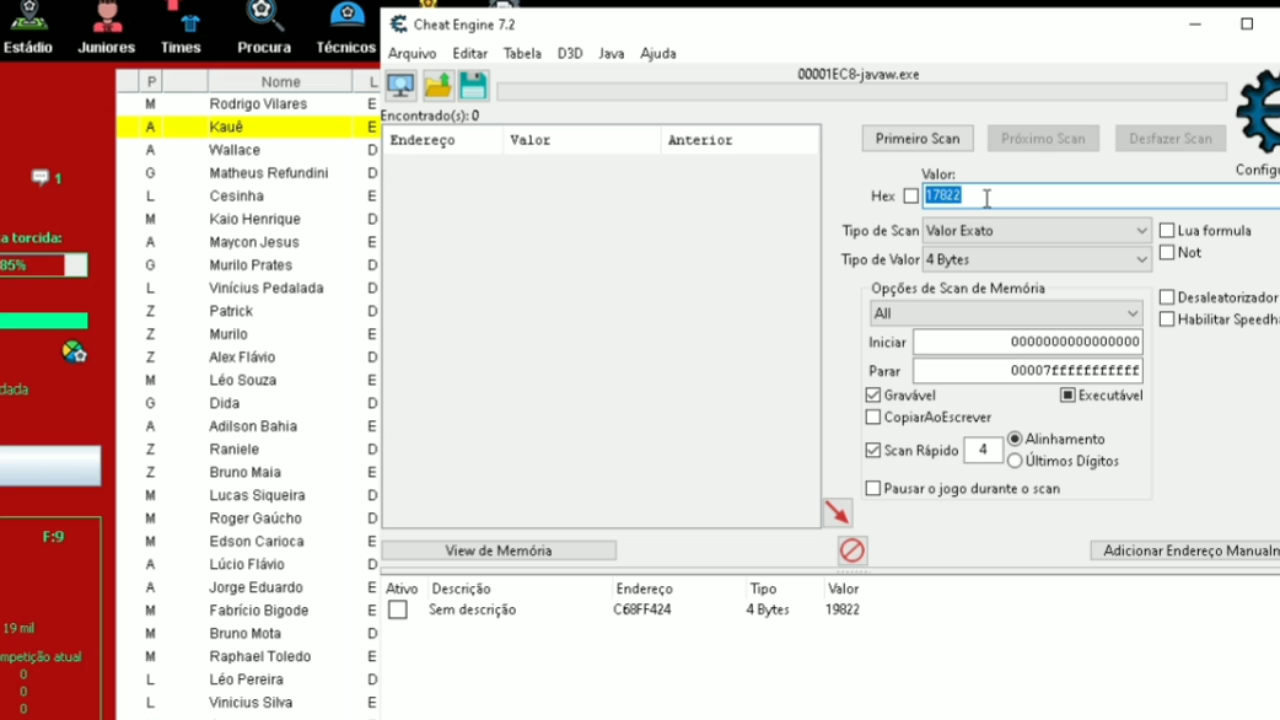 Estádio Juniores Times Procura Técnicos
1
a torcida:
85%
dada
F:9
19 mil
mpetição atual
0
0
0
P Nome L
M Rodrigo Vilares E
A Kauê E
A Wallace D
G Matheus Refundini D
L Cesinha E
M Kaio Henrique D
A Maycon Jesus E
G Murilo Prates D
L Vinícius Pedalada D
Z Patrick D
Z Murilo E
Z Alex Flávio D
M Léo Souza E
G Dida D
A Adilson Bahia E
Z Raniele D
Z Bruno Maia E
M Lucas Siqueira D
M Roger Gaúcho D
M Edson Carioca E
A Lúcio Flávio D
A Jorge Eduardo E
M Fabrício Bigode E
M Bruno Mota D
M Raphael Toledo E
L Léo Pereira D
L Vinicius Silva E
Cheat Engine 7.2
Arquivo Editar Tabela D3D Java Ajuda
00001EC8-javaw.exe
Encontrado(s): 0
Endereço Valor Anterior
Primeiro Scan Próximo Scan Desfazer Scan
Configu
Valor:
Hex 17822
Tipo de Scan Valor Exato Lua formula
Not
Tipo de Valor 4 Bytes
Opções de Scan de Memória
All
Desaleatorizador
Habilitar Speedha
Iniciar 0000000000000000
Parar 00007fffffffffff
Gravável Executável
CopiarAoEscrever
Scan Rápido 4 Alinhamento
Últimos Dígitos
Pausar o jogo durante o scan
View de Memória
Adicionar Endereço Manualm
Ativo Descrição Endereço Tipo Valor
Sem descrição C68FF424 4 Bytes 19822